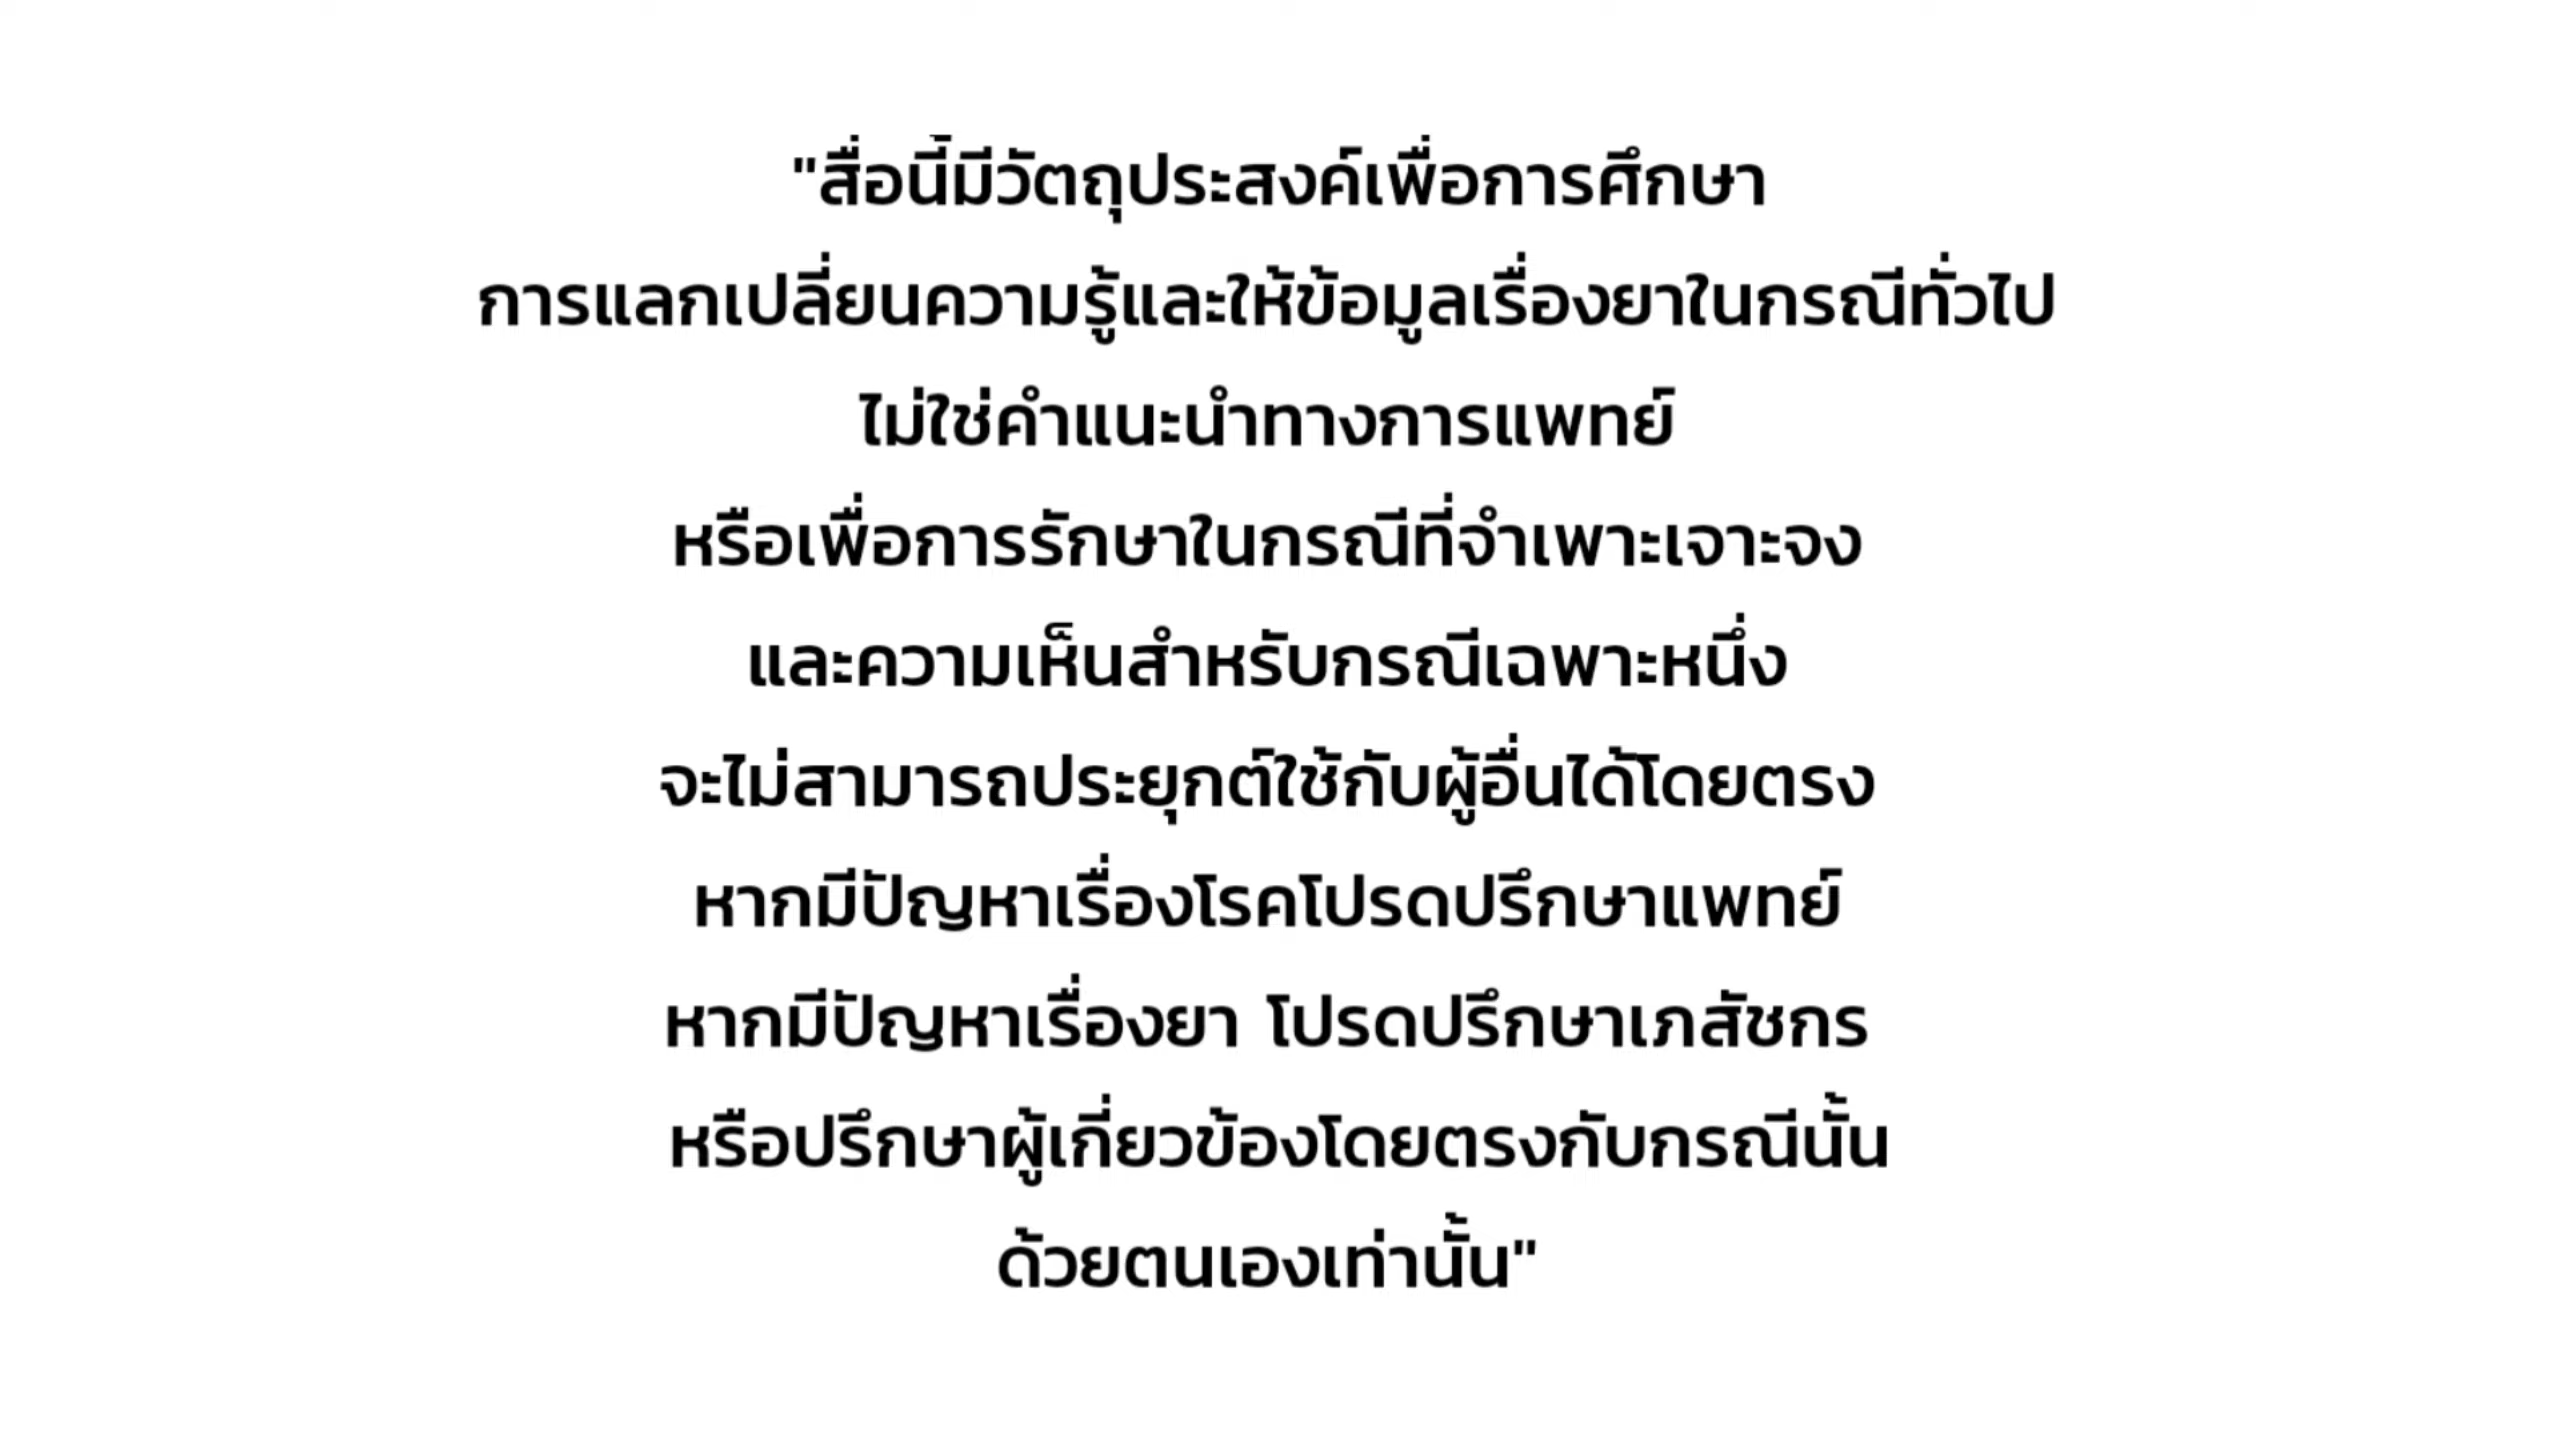 "สื่อนี้มีวัตถุประสงค์เพื่อการศึกษา
การแลกเปลี่ยนความรู้และให้ข้อมูลเรื่องยาในกรณีทั่วไป
ไม่ใช่คำแนะนำทางการแพทย์
หรือเพื่อการรักษาในกรณีที่จำเพาะเจาะจง
และความเห็นสำหรับกรณีเฉพาะหนึ่ง
จะไม่สามารถประยุกต์ใช้กับผู้อื่นได้โดยตรง
หากมีปัญหาเรื่องโรคโปรดปรึกษาแพทย์
หากมีปัญหาเรื่องยา โปรดปรึกษาเภสัชกร
หรือปรึกษาผู้เกี่ยวข้องโดยตรงกับกรณีนั้น
ด้วยตนเองเท่านั้น"